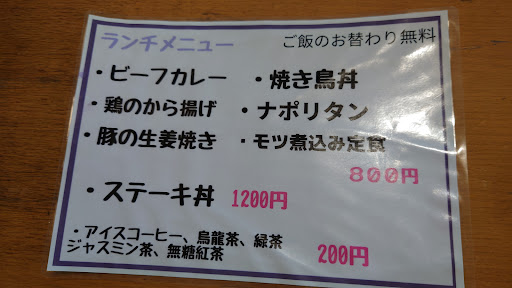 ランチメニュー ご飯のお替わり無料
・ビーフカレー ・焼き鳥丼
・鶏のから揚げ ・ナポリタン
・豚の生姜焼き ・モツ煮込み定食
800円
・ステーキ丼 1200円
・アイスコーヒー、烏龍茶、緑茶
ジャスミン茶、無糖紅茶 200円